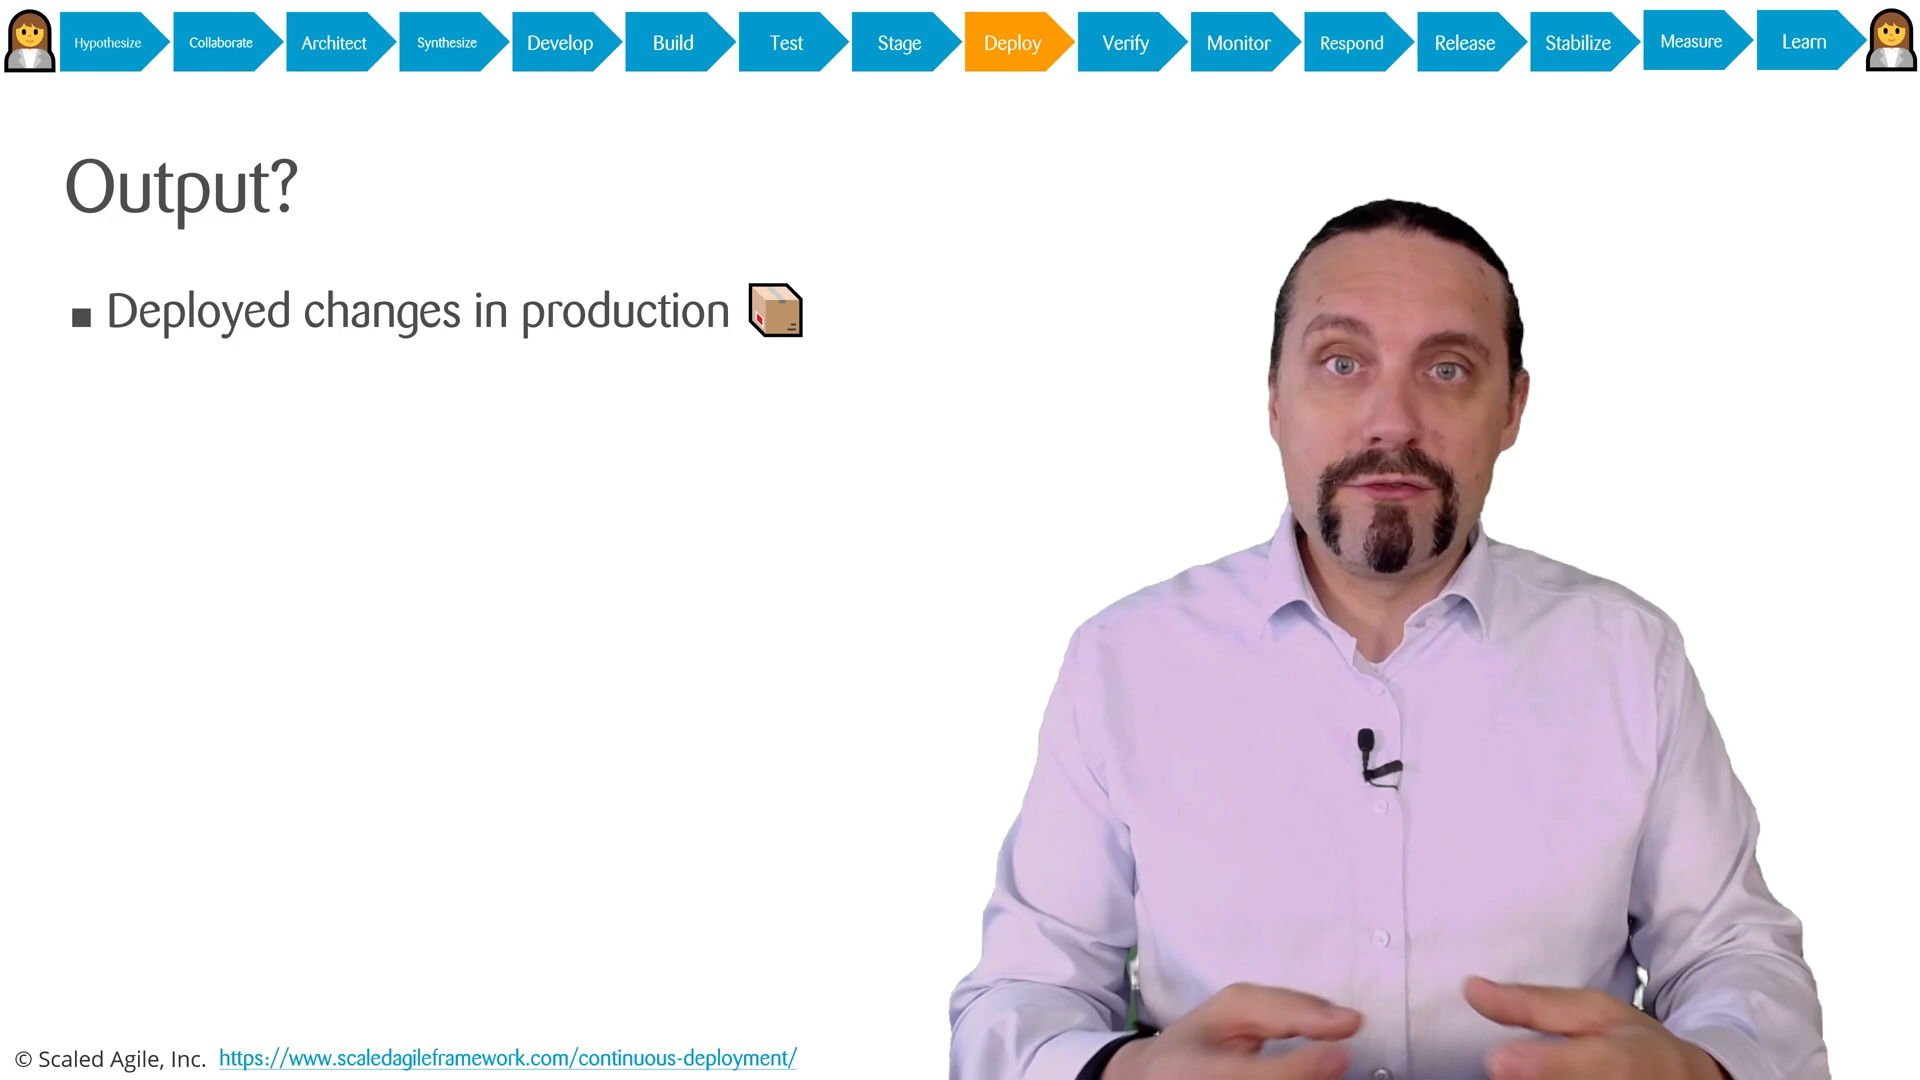 Hypothesize Collaborate Architect Synthesize Develop Build Test Stage Deploy Verify Monitor Respond Release Stabilize Measure Learn
Output?
▪ Deployed changes in production
© Scaled Agile, Inc. https://www.scaledagileframework.com/continuous-deployment/